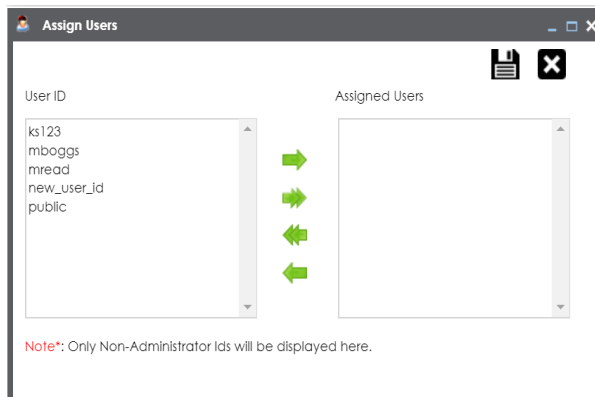 Assign Users
User ID
Assigned Users
ks123
mboggs
mread
new_user_id
public
Note*: Only Non-Administrator Ids will be displayed here.